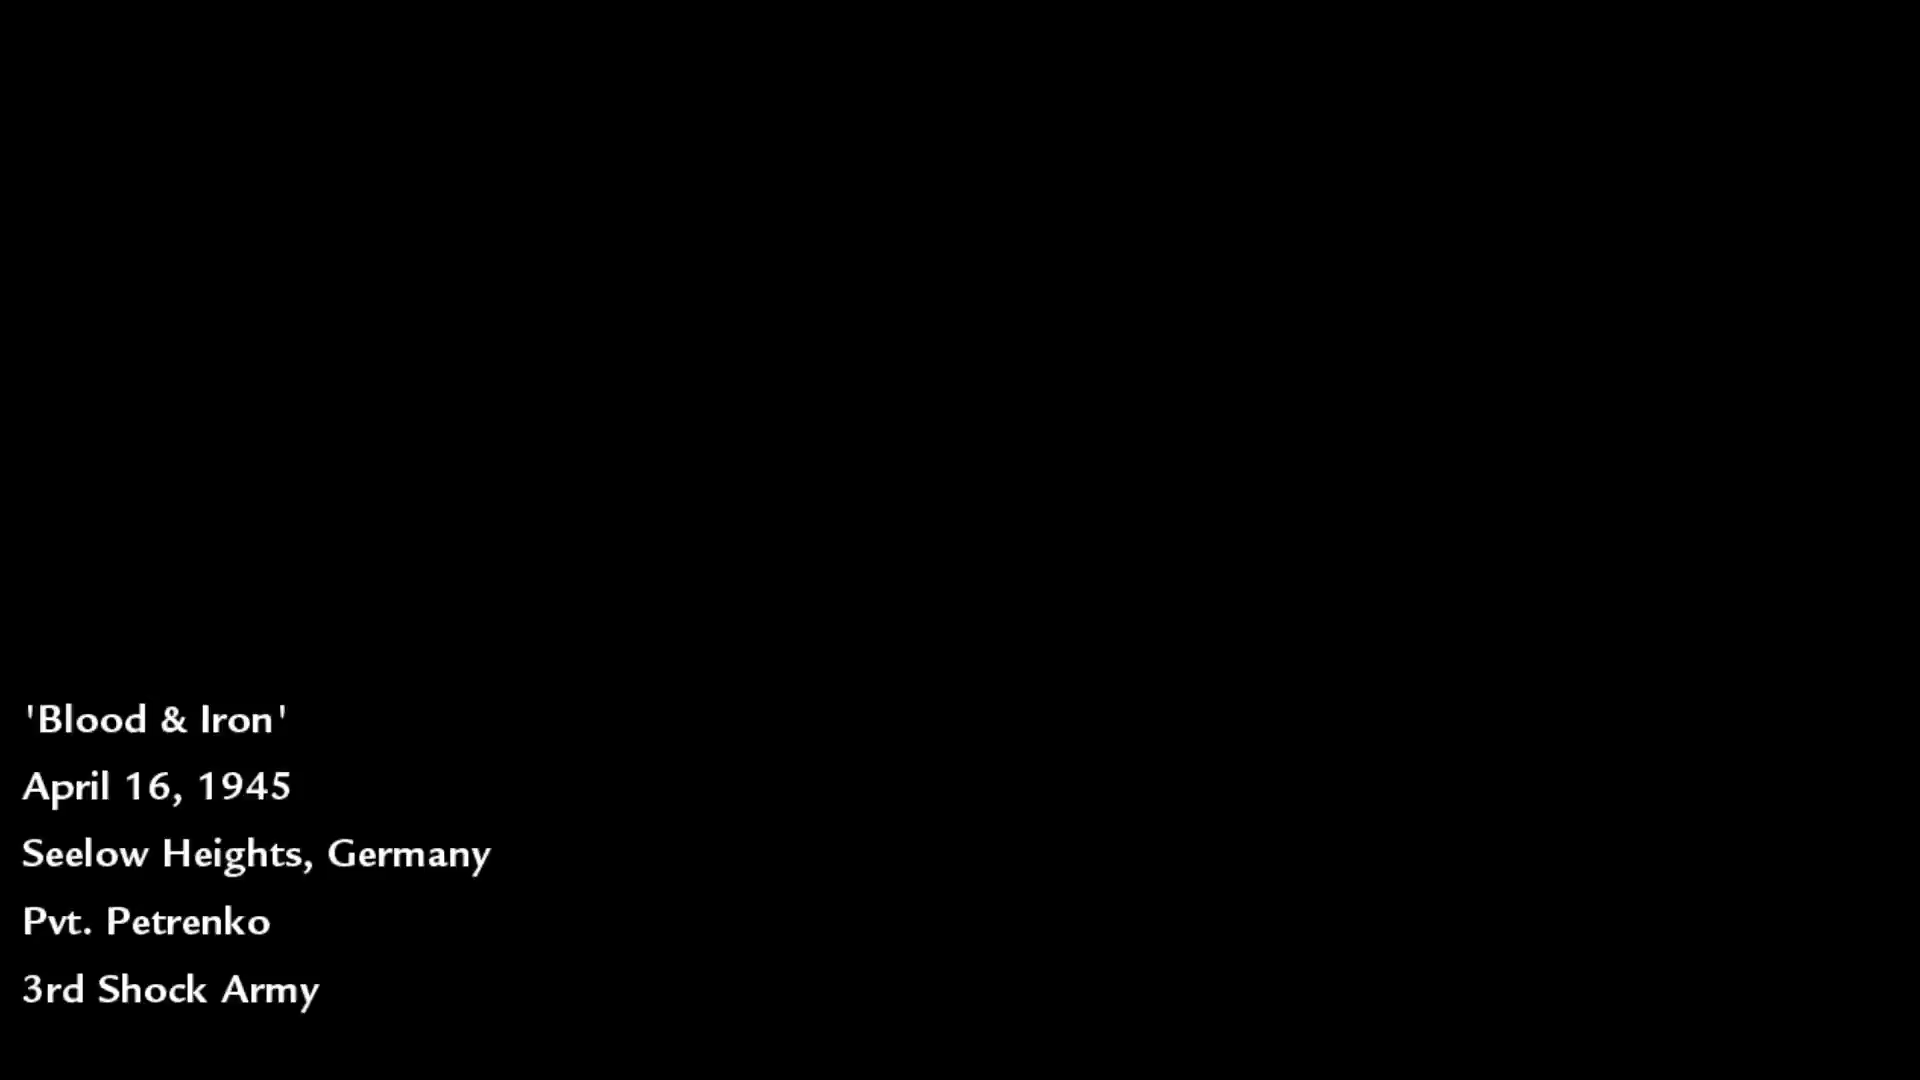 'Blood & Iron'
April 16, 1945
Seelow Heights, Germany
Pvt. Petrenko
3rd Shock Army